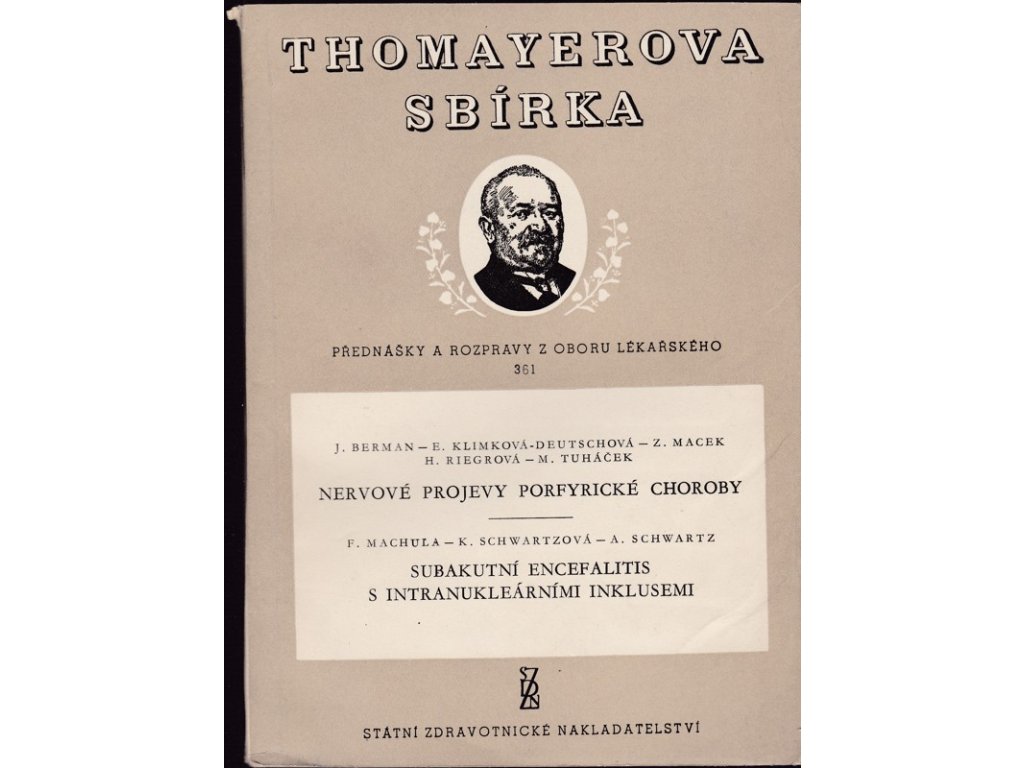 THOMAYEROVA
SBÍRKA
PŘEDNÁŠKY A ROZPRAVY Z OBORU LÉKAŘSKÉHO
361
J. BERMAN — E. KLIMKOVÁ-DEUTSCHOVÁ — Z. MACEK
H. RIEGROVÁ — M. TUHÁČEK
NERVOVÉ PROJEVY PORFYRICKÉ CHOROBY
F. MACHULA — K. SCHWARTZOVÁ — A. SCHWARTZ
SUBAKUTNÍ ENCEFALITIS
S INTRANUKLEÁRNÍMI INKLUSEMI
SZDN
STÁTNÍ ZDRAVOTNICKÉ NAKLADATELSTVÍ